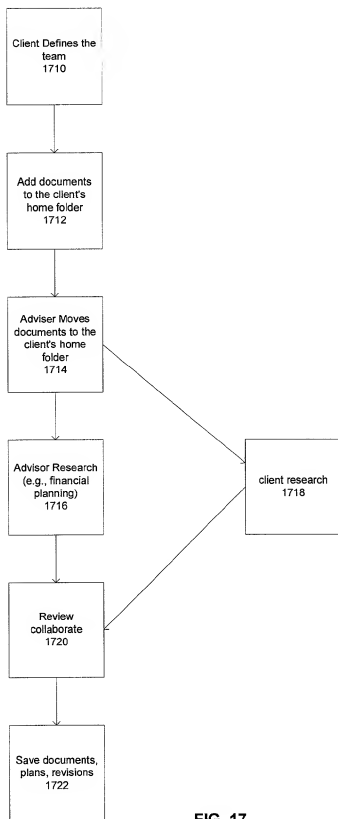 Client Defines the
team
1710
Add documents
to the client's
home folder
1712
Adviser Moves
documents to the
client's home
folder
1714
Advisor Research
(e.g., financial
planning)
1716
client research
1718
Review
collaborate
1720
Save documents,
plans, revisions
1722
FIG. 17